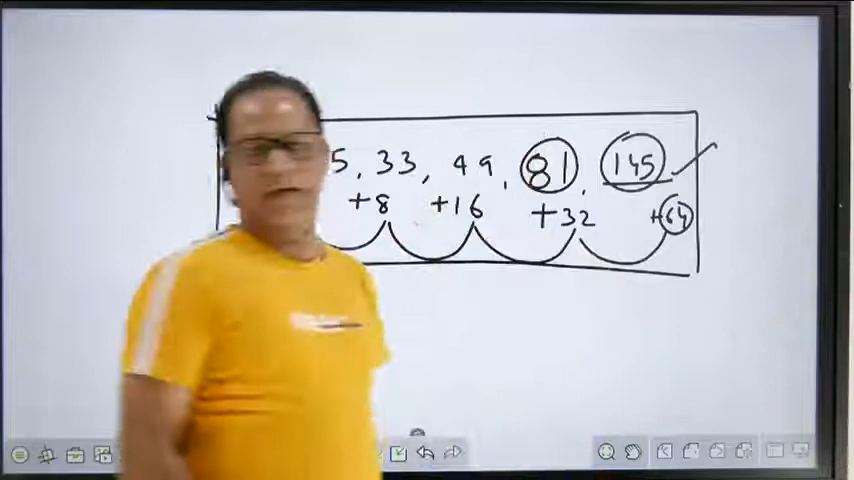 5, 33, 49, 81, 145
+8 +16 +32 +64